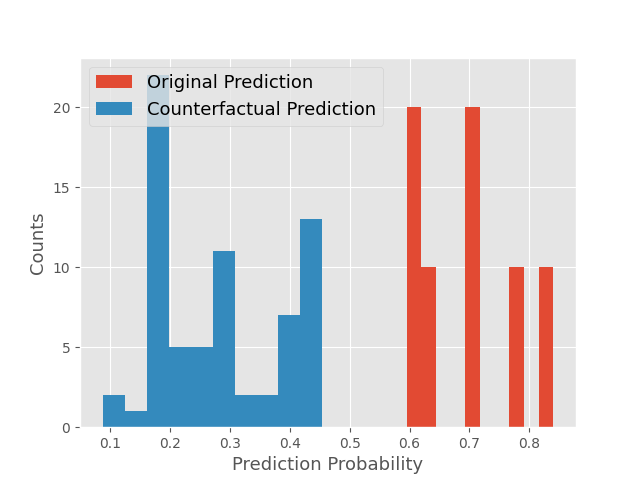 Original Prediction
Counterfactual Prediction
20
15
10
5
0
Counts
0.1 0.2 0.3 0.4 0.5 0.6 0.7 0.8
Prediction Probability